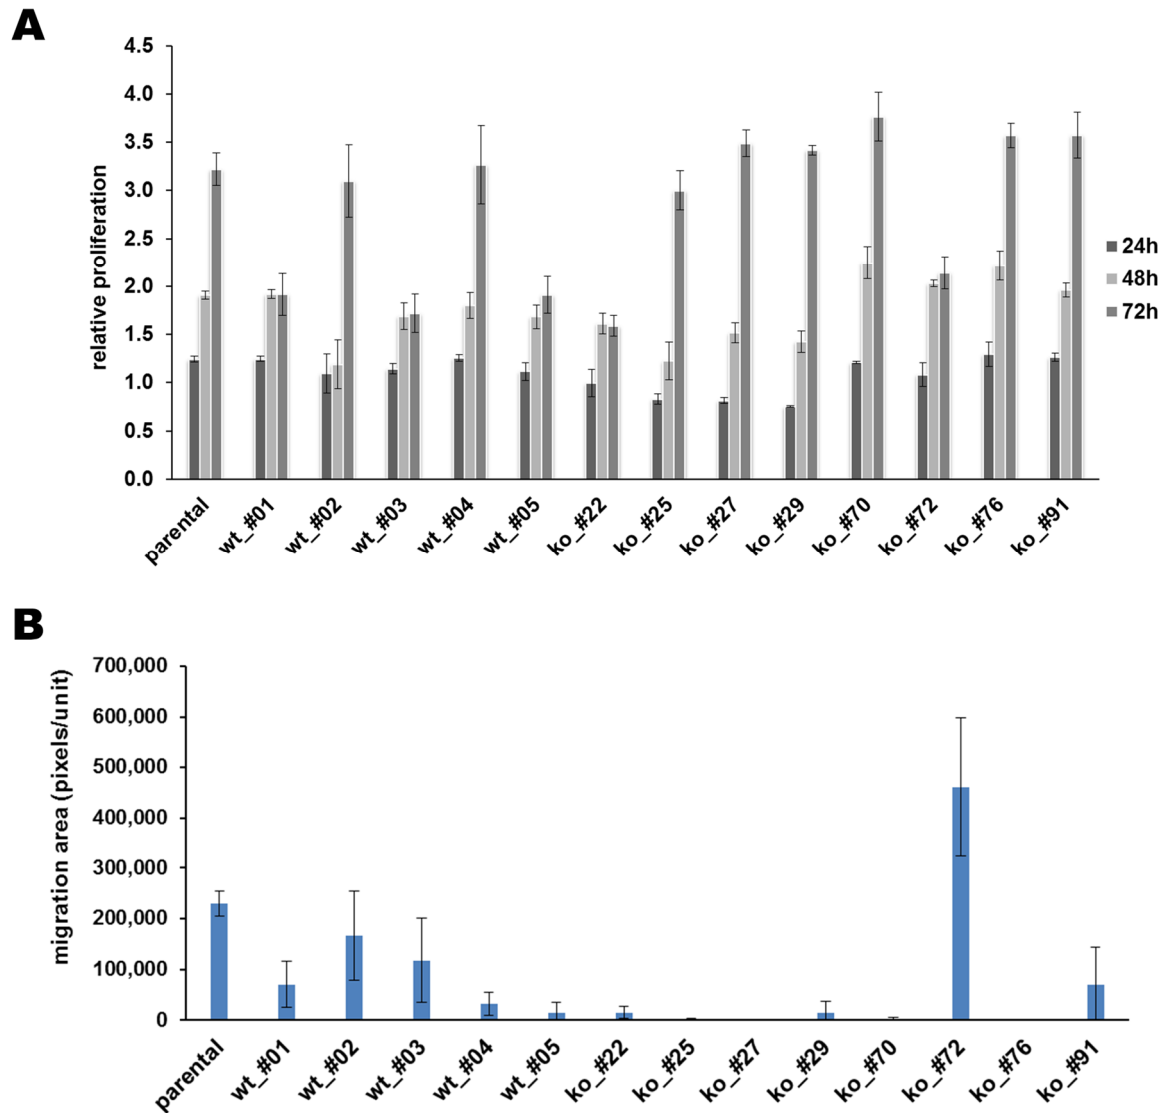 A
4.5
4.0
3.5
3.0
2.5
2.0
1.5
1.0
0.5
0.0
relative proliferation
24h
48h
72h
parental wt_#01 wt_#02 wt_#03 wt_#04 wt_#05 ko_#22 ko_#25 ko_#27 ko_#29 ko_#70 ko_#72 ko_#76 ko_#91
B
700,000
600,000
500,000
400,000
300,000
200,000
100,000
0
migration area (pixels/unit)
parental wt_#01 wt_#02 wt_#03 wt_#04 wt_#05 ko_#22 ko_#25 ko_#27 ko_#29 ko_#70 ko_#72 ko_#76 ko_#91